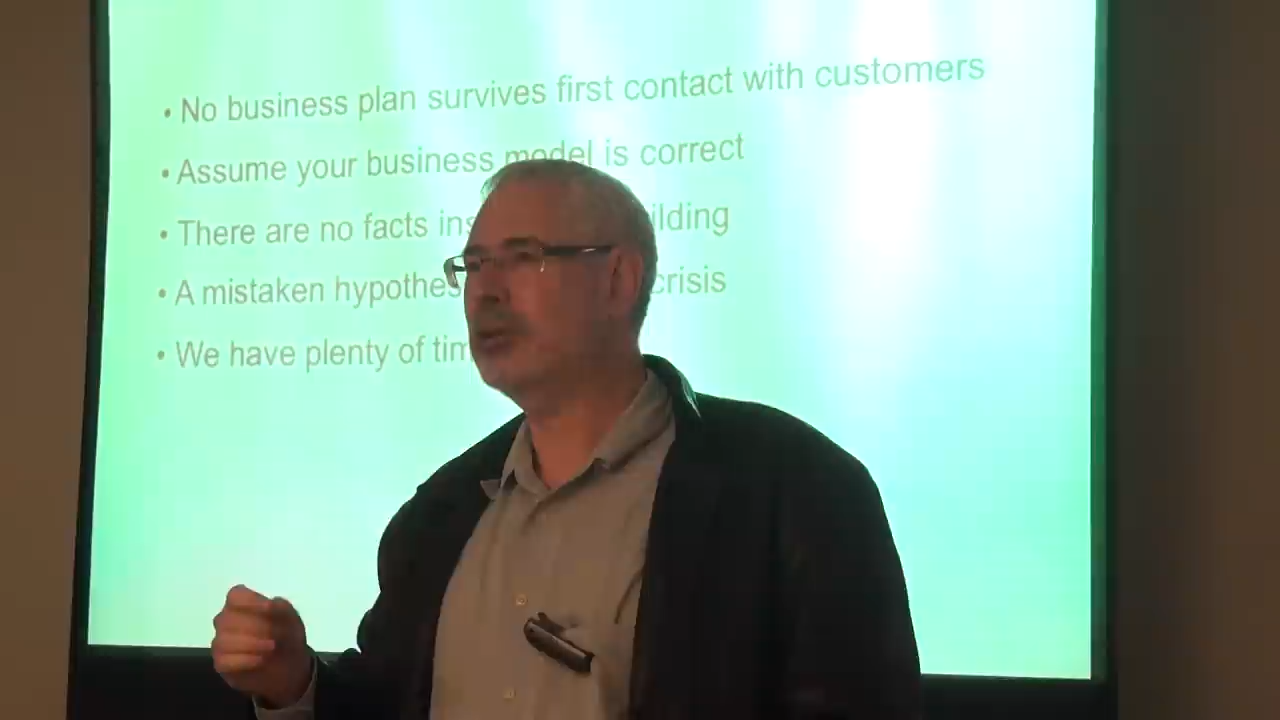 • No business plan survives first contact with customers
• Assume your business model is correct
• There are no facts ins ilding
• A mistaken hypothes crisis
• We have plenty of tim